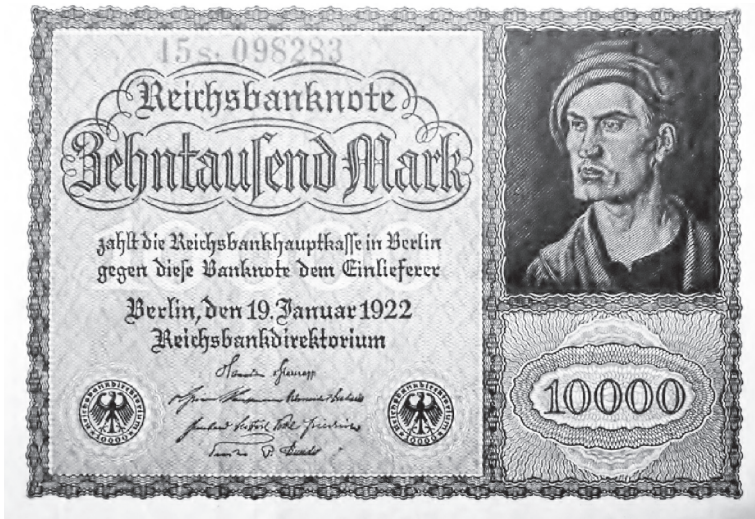 15S·098283
Reichsbanknote
Zehntausend Mark
zahlt die Reichsbankhauptkasse in Berlin
gegen diese Banknote dem Einlieferer
Berlin, den 19. Januar 1922
Reichsbankdirektorium
10000